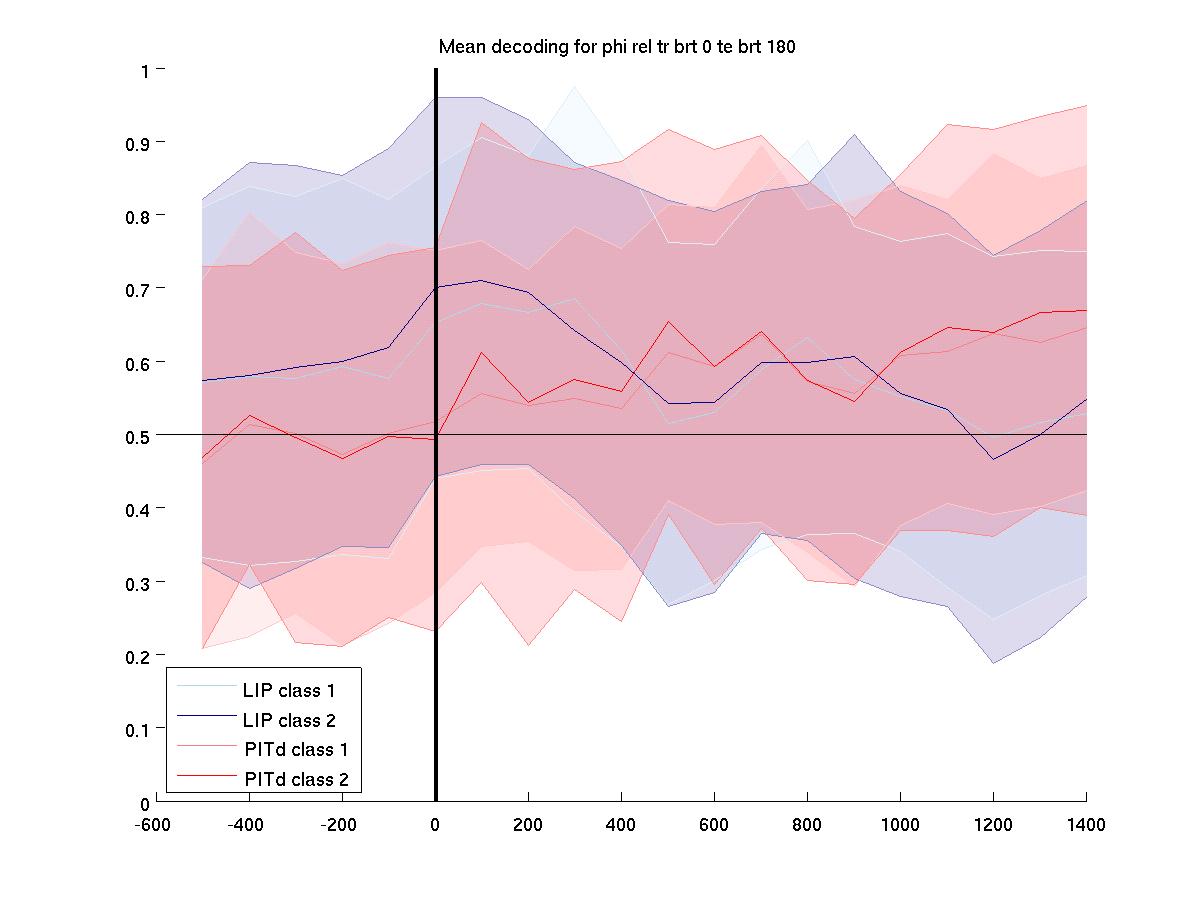 Mean decoding for phi rel tr brt 0 te brt 180
1
0.9
0.8
0.7
0.6
0.5
0.4
0.3
0.2
0.1
0
LIP class 1
LIP class 2
PITd class 1
PITd class 2
-600 -400 -200 0 200 400 600 800 1000 1200 1400